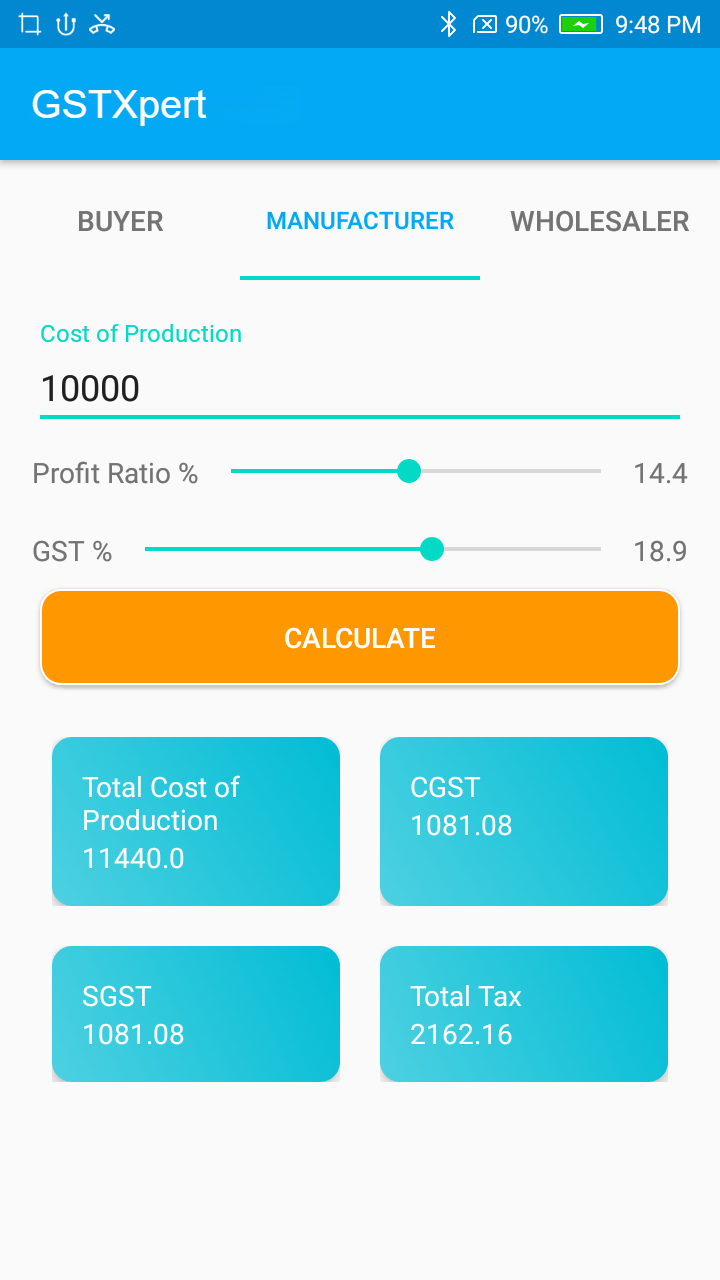 90% 9:48 PM
GSTXpert
BUYER MANUFACTURER WHOLESALER
Cost of Production
10000
Profit Ratio % 14.4
GST % 18.9
CALCULATE
Total Cost of
Production
11440.0
CGST
1081.08
SGST
1081.08
Total Tax
2162.16